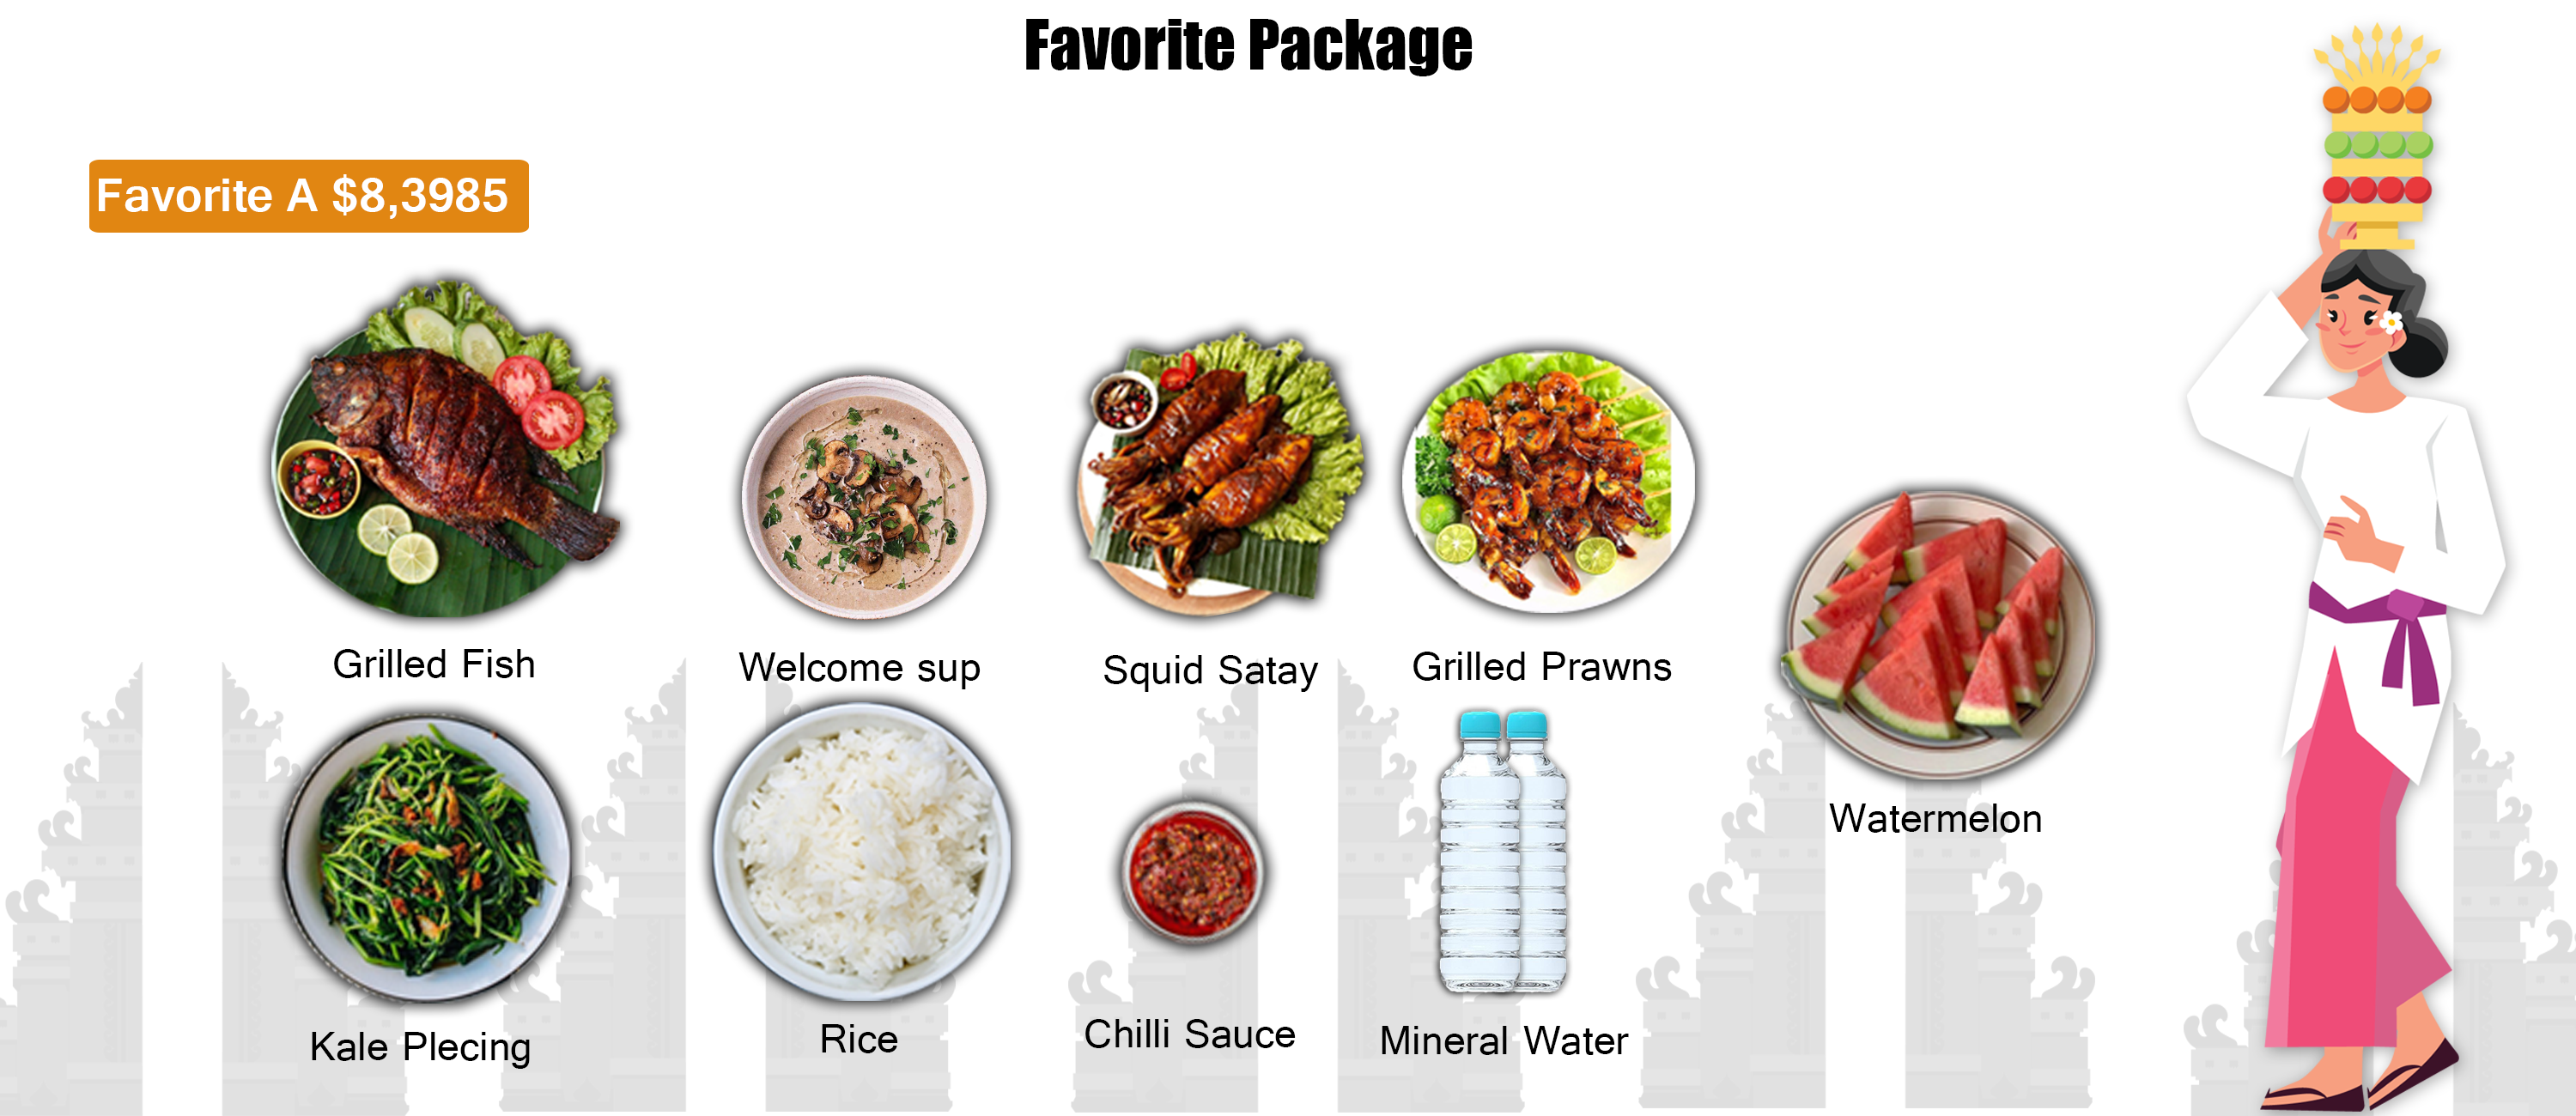 Favorite Package
Favorite A $8,3985
Grilled Fish
Welcome sup
Squid Satay
Grilled Prawns
Watermelon
Kale Plecing
Rice
Chilli Sauce
Mineral Water